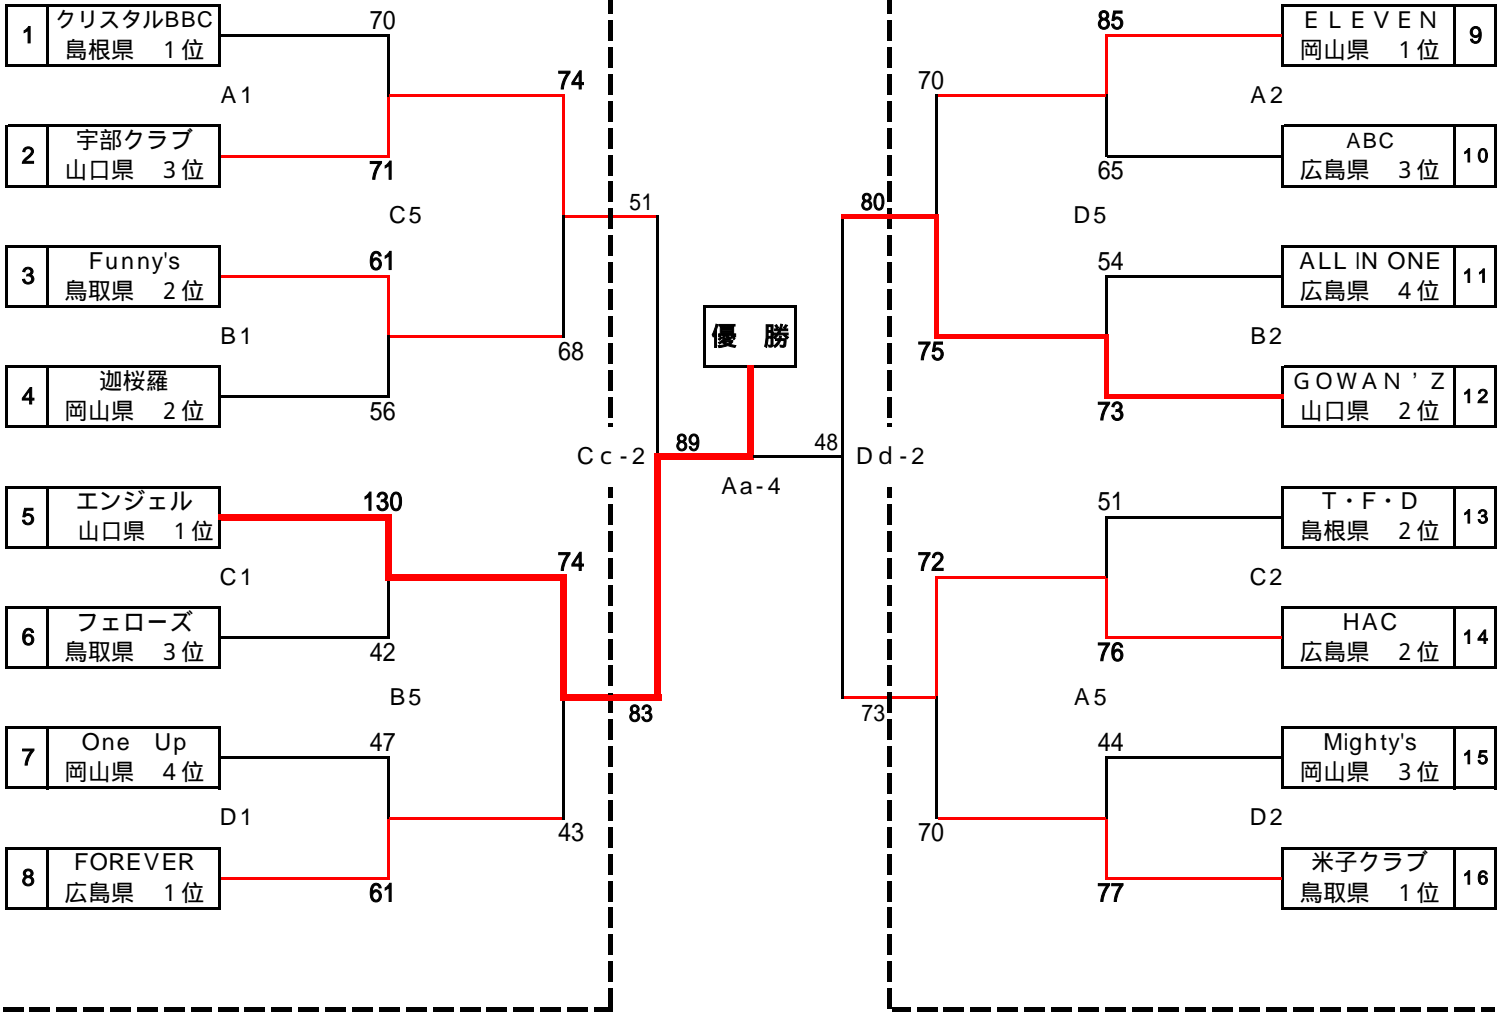 1 クリスタルBBC 70
島根県　1位
A1
74
2 宇部クラブ
山口県　3位 71
C5
51
3 Funny's 61
鳥取県　2位
B1
68
4 迦桜羅
岡山県　2位 56
Cc-2
5 エンジェル 130
山口県　1位
C1
74
6 フェローズ
鳥取県　3位 42
B5
83
7 One　Up 47
岡山県　4位
D1
43
8 FOREVER
広島県　1位 61
優　勝
89
48
Aa-4
85 ＥＬＥＶＥＮ 9
岡山県　1位
70
A2
ABC 10
65 広島県　3位
80
D5
54 ALL IN ONE 11
広島県　4位
B2
75
ＧＯＷＡＮ’Ｚ 12
73 山口県　2位
Dd-2
51 T・F・D 13
島根県　2位
72
C2
HAC 14
76 広島県　2位
73
A5
44 Mighty's 15
岡山県　3位
D2
70
米子クラブ 16
77 鳥取県　1位